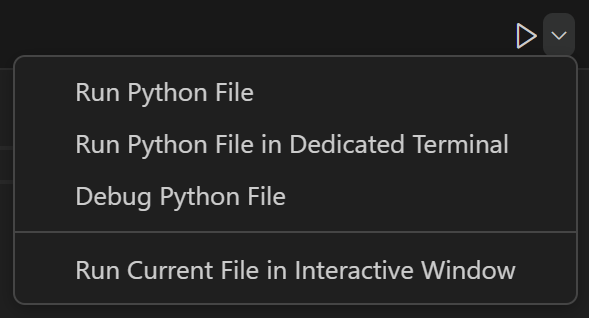 Run Python File
Run Python File in Dedicated Terminal
Debug Python File
Run Current File in Interactive Window